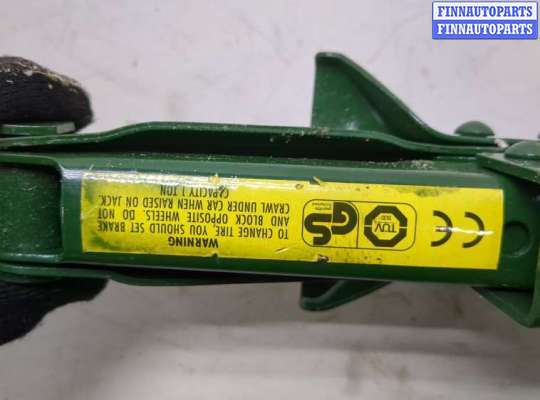 FINNAUTOPARTS
FINNAUTOPARTS
WARNING
TO CHANGE TIRE, YOU SHOULD SET BRAKE
AND BLOCK OPPOSITE WHEELS. DO NOT
CRAWL UNDER CAR WHEN RAISED ON JACK.
CAPACITY 1 TON
GS
TÜV
CE